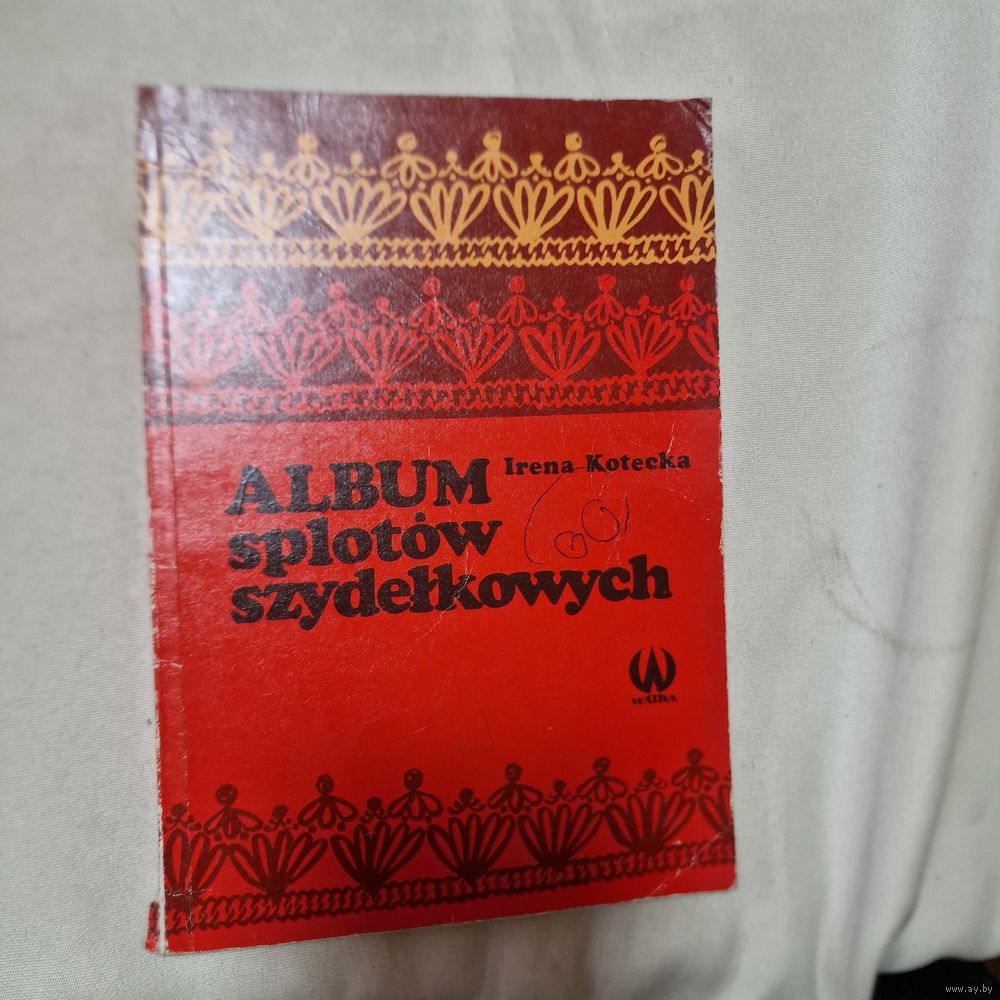 Irena Kotecka
ALBUM
splotów
szydełkowych
WATRA
www.ay.by